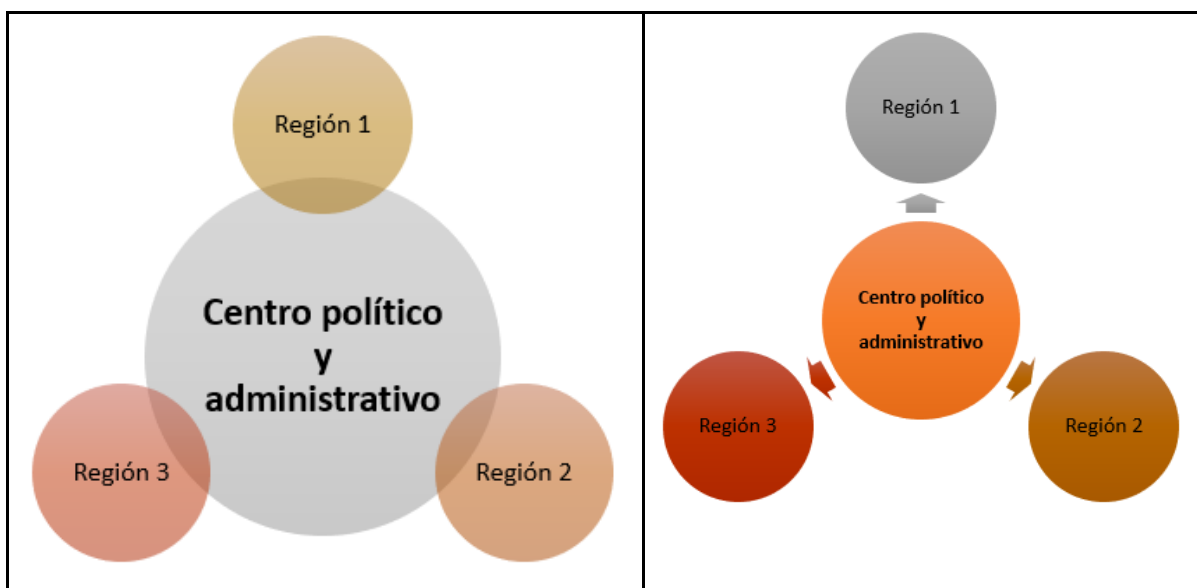 Región 1
Centro político
y
administrativo
Región 3
Región 2
Región 1
Centro político
y
administrativo
Región 3
Región 2